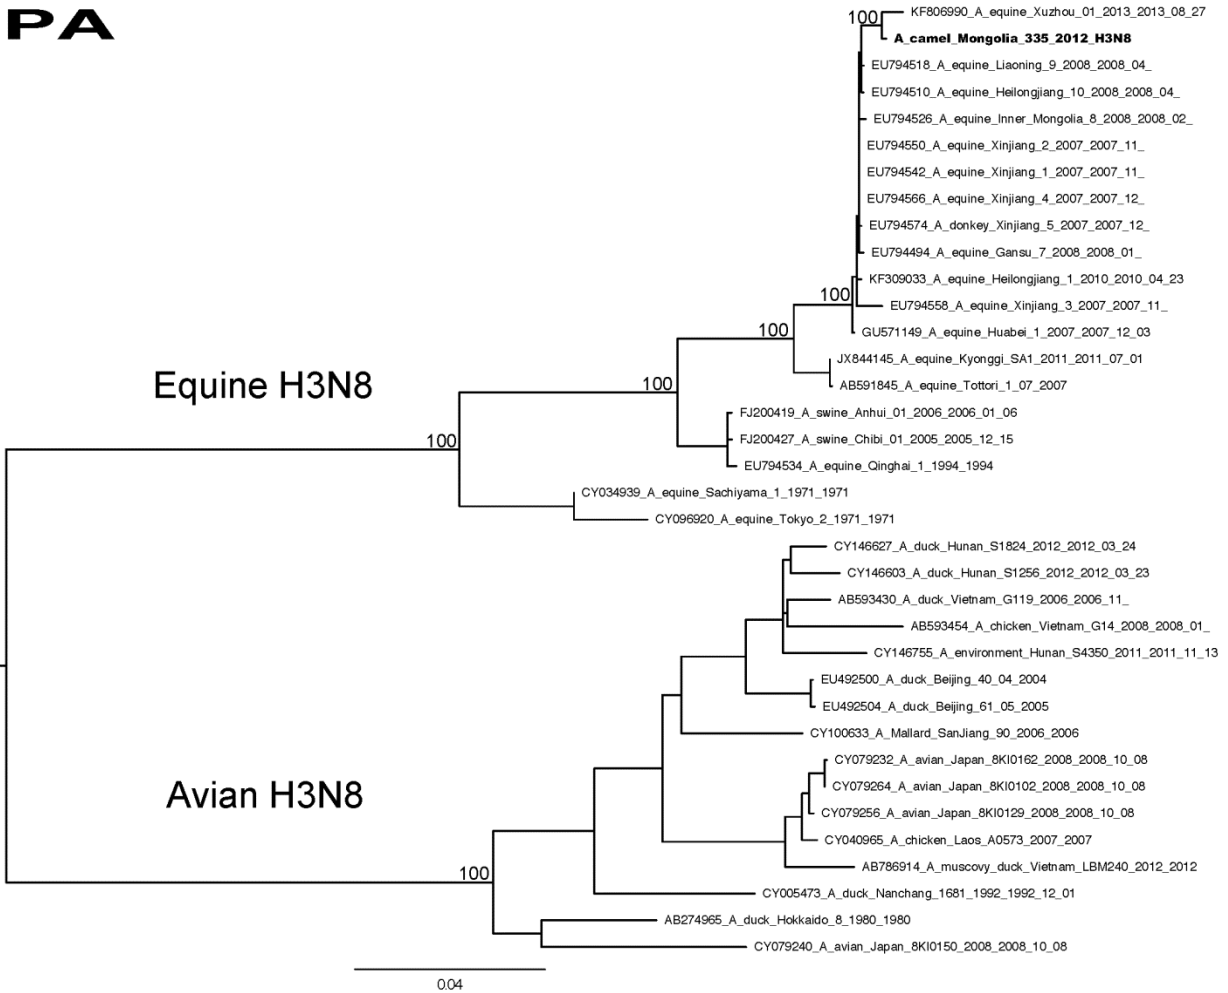 PA
100
KF806990_A_equine_Xuzhou_01_2013_2013_08_27
A_camel_Mongolia_335_2012_H3N8
EU794518_A_equine_Liaoning_9_2008_2008_04_
EU794510_A_equine_Heilongjiang_10_2008_2008_04_
EU794526_A_equine_Inner_Mongolia_8_2008_2008_02_
EU794550_A_equine_Xinjiang_2_2007_2007_11_
EU794542_A_equine_Xinjiang_1_2007_2007_11_
EU794566_A_equine_Xinjiang_4_2007_2007_12_
EU794574_A_donkey_Xinjiang_5_2007_2007_12_
EU794494_A_equine_Gansu_7_2008_2008_01_
KF309033_A_equine_Heilongjiang_1_2010_2010_04_23
100
EU794558_A_equine_Xinjiang_3_2007_2007_11_
GU571149_A_equine_Huabei_1_2007_2007_12_03
100
JX844145_A_equine_Kyonggi_SA1_2011_2011_07_01
AB591845_A_equine_Tottori_1_07_2007
Equine H3N8
100
FJ200419_A_swine_Anhui_01_2006_2006_01_06
FJ200427_A_swine_Chibi_01_2005_2005_12_15
100
EU794534_A_equine_Qinghai_1_1994_1994
CY034939_A_equine_Sachiyama_1_1971_1971
CY096920_A_equine_Tokyo_2_1971_1971
CY146627_A_duck_Hunan_S1824_2012_2012_03_24
CY146603_A_duck_Hunan_S1256_2012_2012_03_23
AB593430_A_duck_Vietnam_G119_2006_2006_11_
AB593454_A_chicken_Vietnam_G14_2008_2008_01_
CY146755_A_environment_Hunan_S4350_2011_2011_11_13
EU492500_A_duck_Beijing_40_04_2004
EU492504_A_duck_Beijing_61_05_2005
CY100633_A_Mallard_SanJiang_90_2006_2006
CY079232_A_avian_Japan_8KI0162_2008_2008_10_08
CY079264_A_avian_Japan_8KI0102_2008_2008_10_08
Avian H3N8
CY079256_A_avian_Japan_8KI0129_2008_2008_10_08
CY040965_A_chicken_Laos_A0573_2007_2007
AB786914_A_muscovy_duck_Vietnam_LBM240_2012_2012
100
CY005473_A_duck_Nanchang_1681_1992_1992_12_01
AB274965_A_duck_Hokkaido_8_1980_1980
CY079240_A_avian_Japan_8KI0150_2008_2008_10_08
0.04